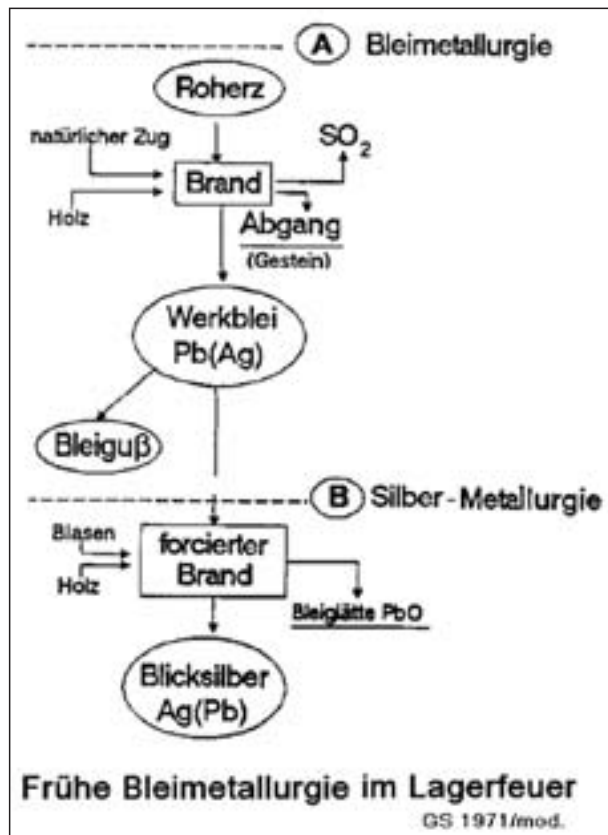 A Bleimetallurgie
Roherz
natürlicher Zug
SO2
Brand
Holz
Abgang
(Gestein)
Werkblei
Pb(Ag)
Bleiguβ
B Silber-Metallurgie
Blasen
forcierter
Brand
Holz
Bleiglätte PbO
Blicksilber
Ag(Pb)
Frühe Bleimetallurgie im Lagerfeuer
GS 1971/mod.